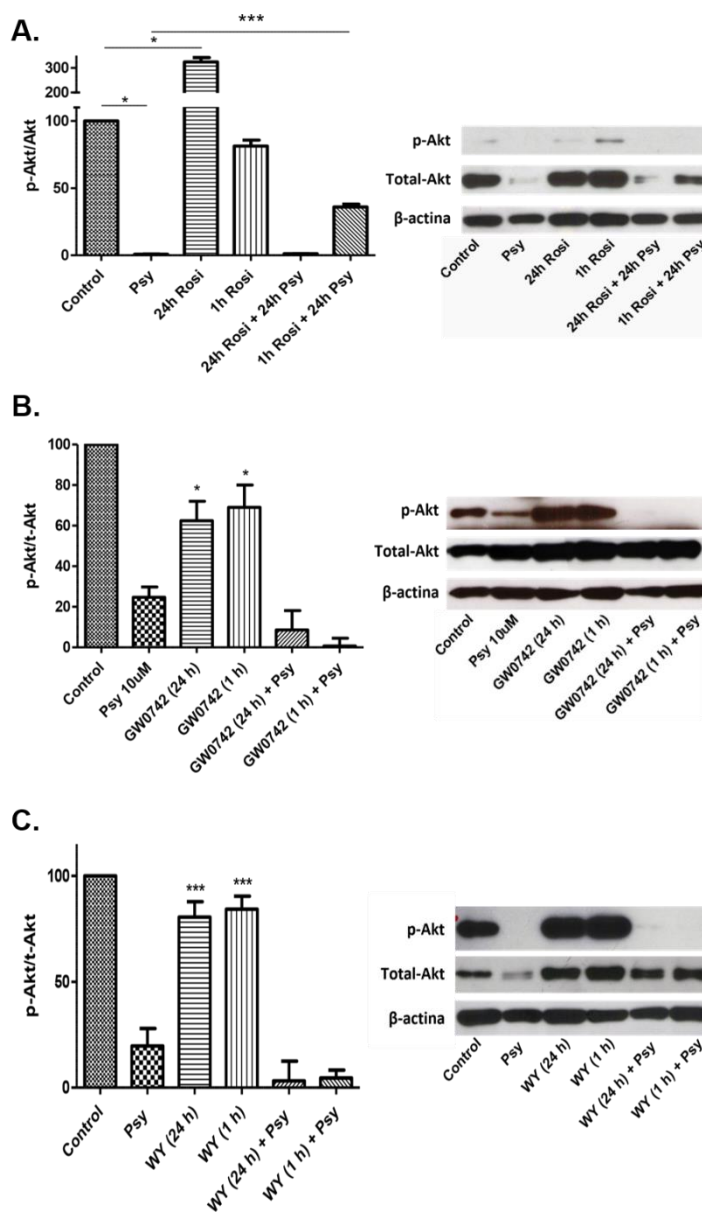 A.
***
*
*
300
200
100
50
0
p-Akt/Akt
Control
Psy
24h Rosi
1h Rosi
24h Rosi + 24h Psy
1h Rosi + 24h Psy
p-Akt
Total-Akt
β-actina
Control
Psy
24h Rosi
1h Rosi
24h Rosi + 24h Psy
1h Rosi + 24h Psy
B.
100
80
60
40
20
0
p-Akt/t-Akt
*
*
Control
Psy 10uM
GW0742 (24 h)
GW0742 (1 h)
GW0742 (24 h) + Psy
GW0742 (1 h) + Psy
p-Akt
Total-Akt
β-actina
Control
Psy 10uM
GW0742 (24 h)
GW0742 (1 h)
GW0742 (24 h) + Psy
GW0742 (1 h) + Psy
C.
100
50
0
p-Akt/t-Akt
***
***
Control
Psy
WY (24 h)
WY (1 h)
WY (24 h) + Psy
WY (1 h) + Psy
p-Akt
Total-Akt
β-actina
Control
Psy
WY (24 h)
WY (1 h)
WY (24 h) + Psy
WY (1 h) + Psy